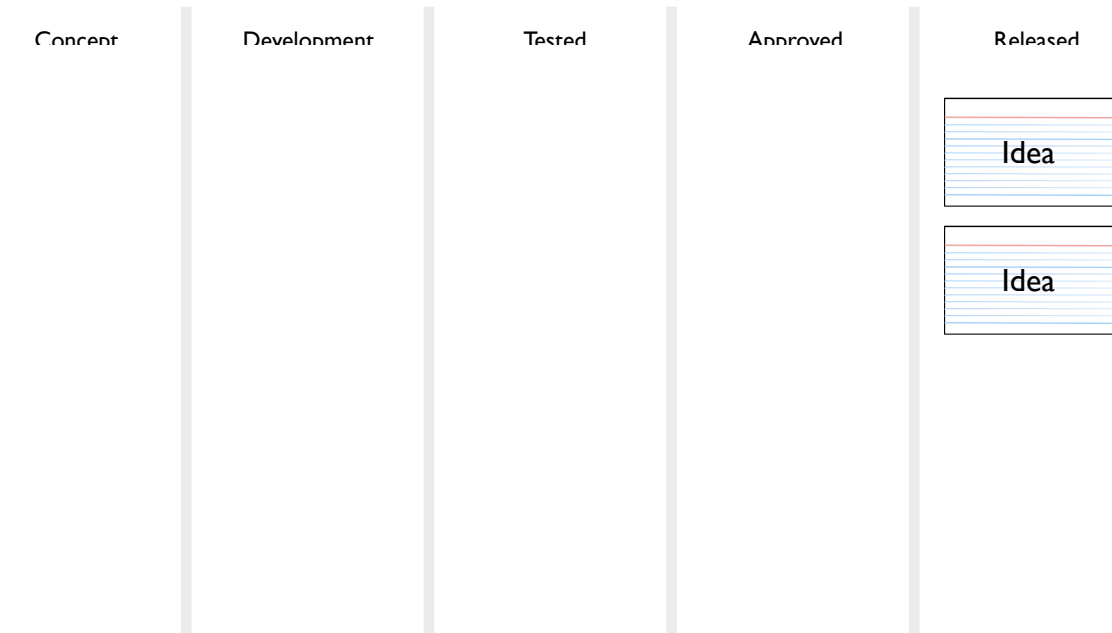 Concept
Development
Tested
Approved
Released
Idea
Idea